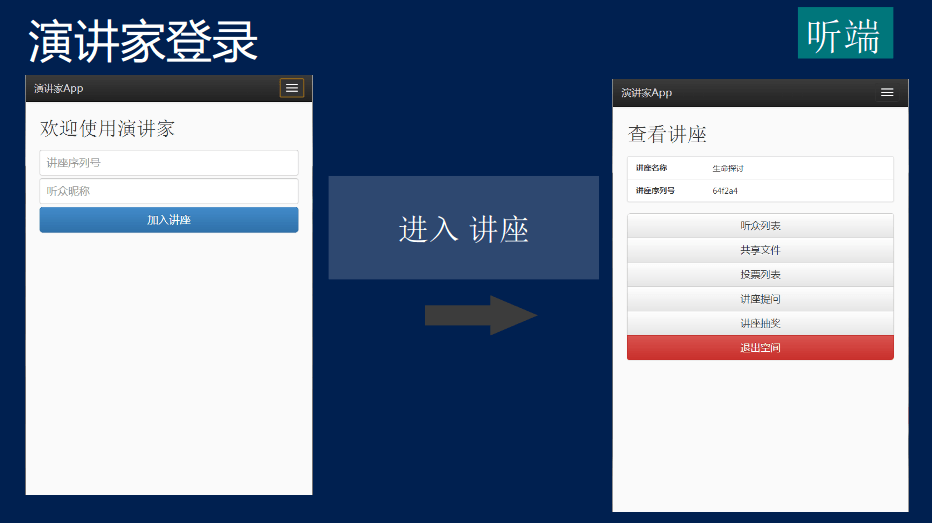 演讲家登录
听端
演讲家App
欢迎使用演讲家
讲座序列号
听众昵称
加入讲座
进入 讲座
演讲家App
查看讲座
讲座名称 生命探讨
讲座序列号 64f2a4
听众列表
共享文件
投票列表
讲座提问
讲座抽奖
退出空间